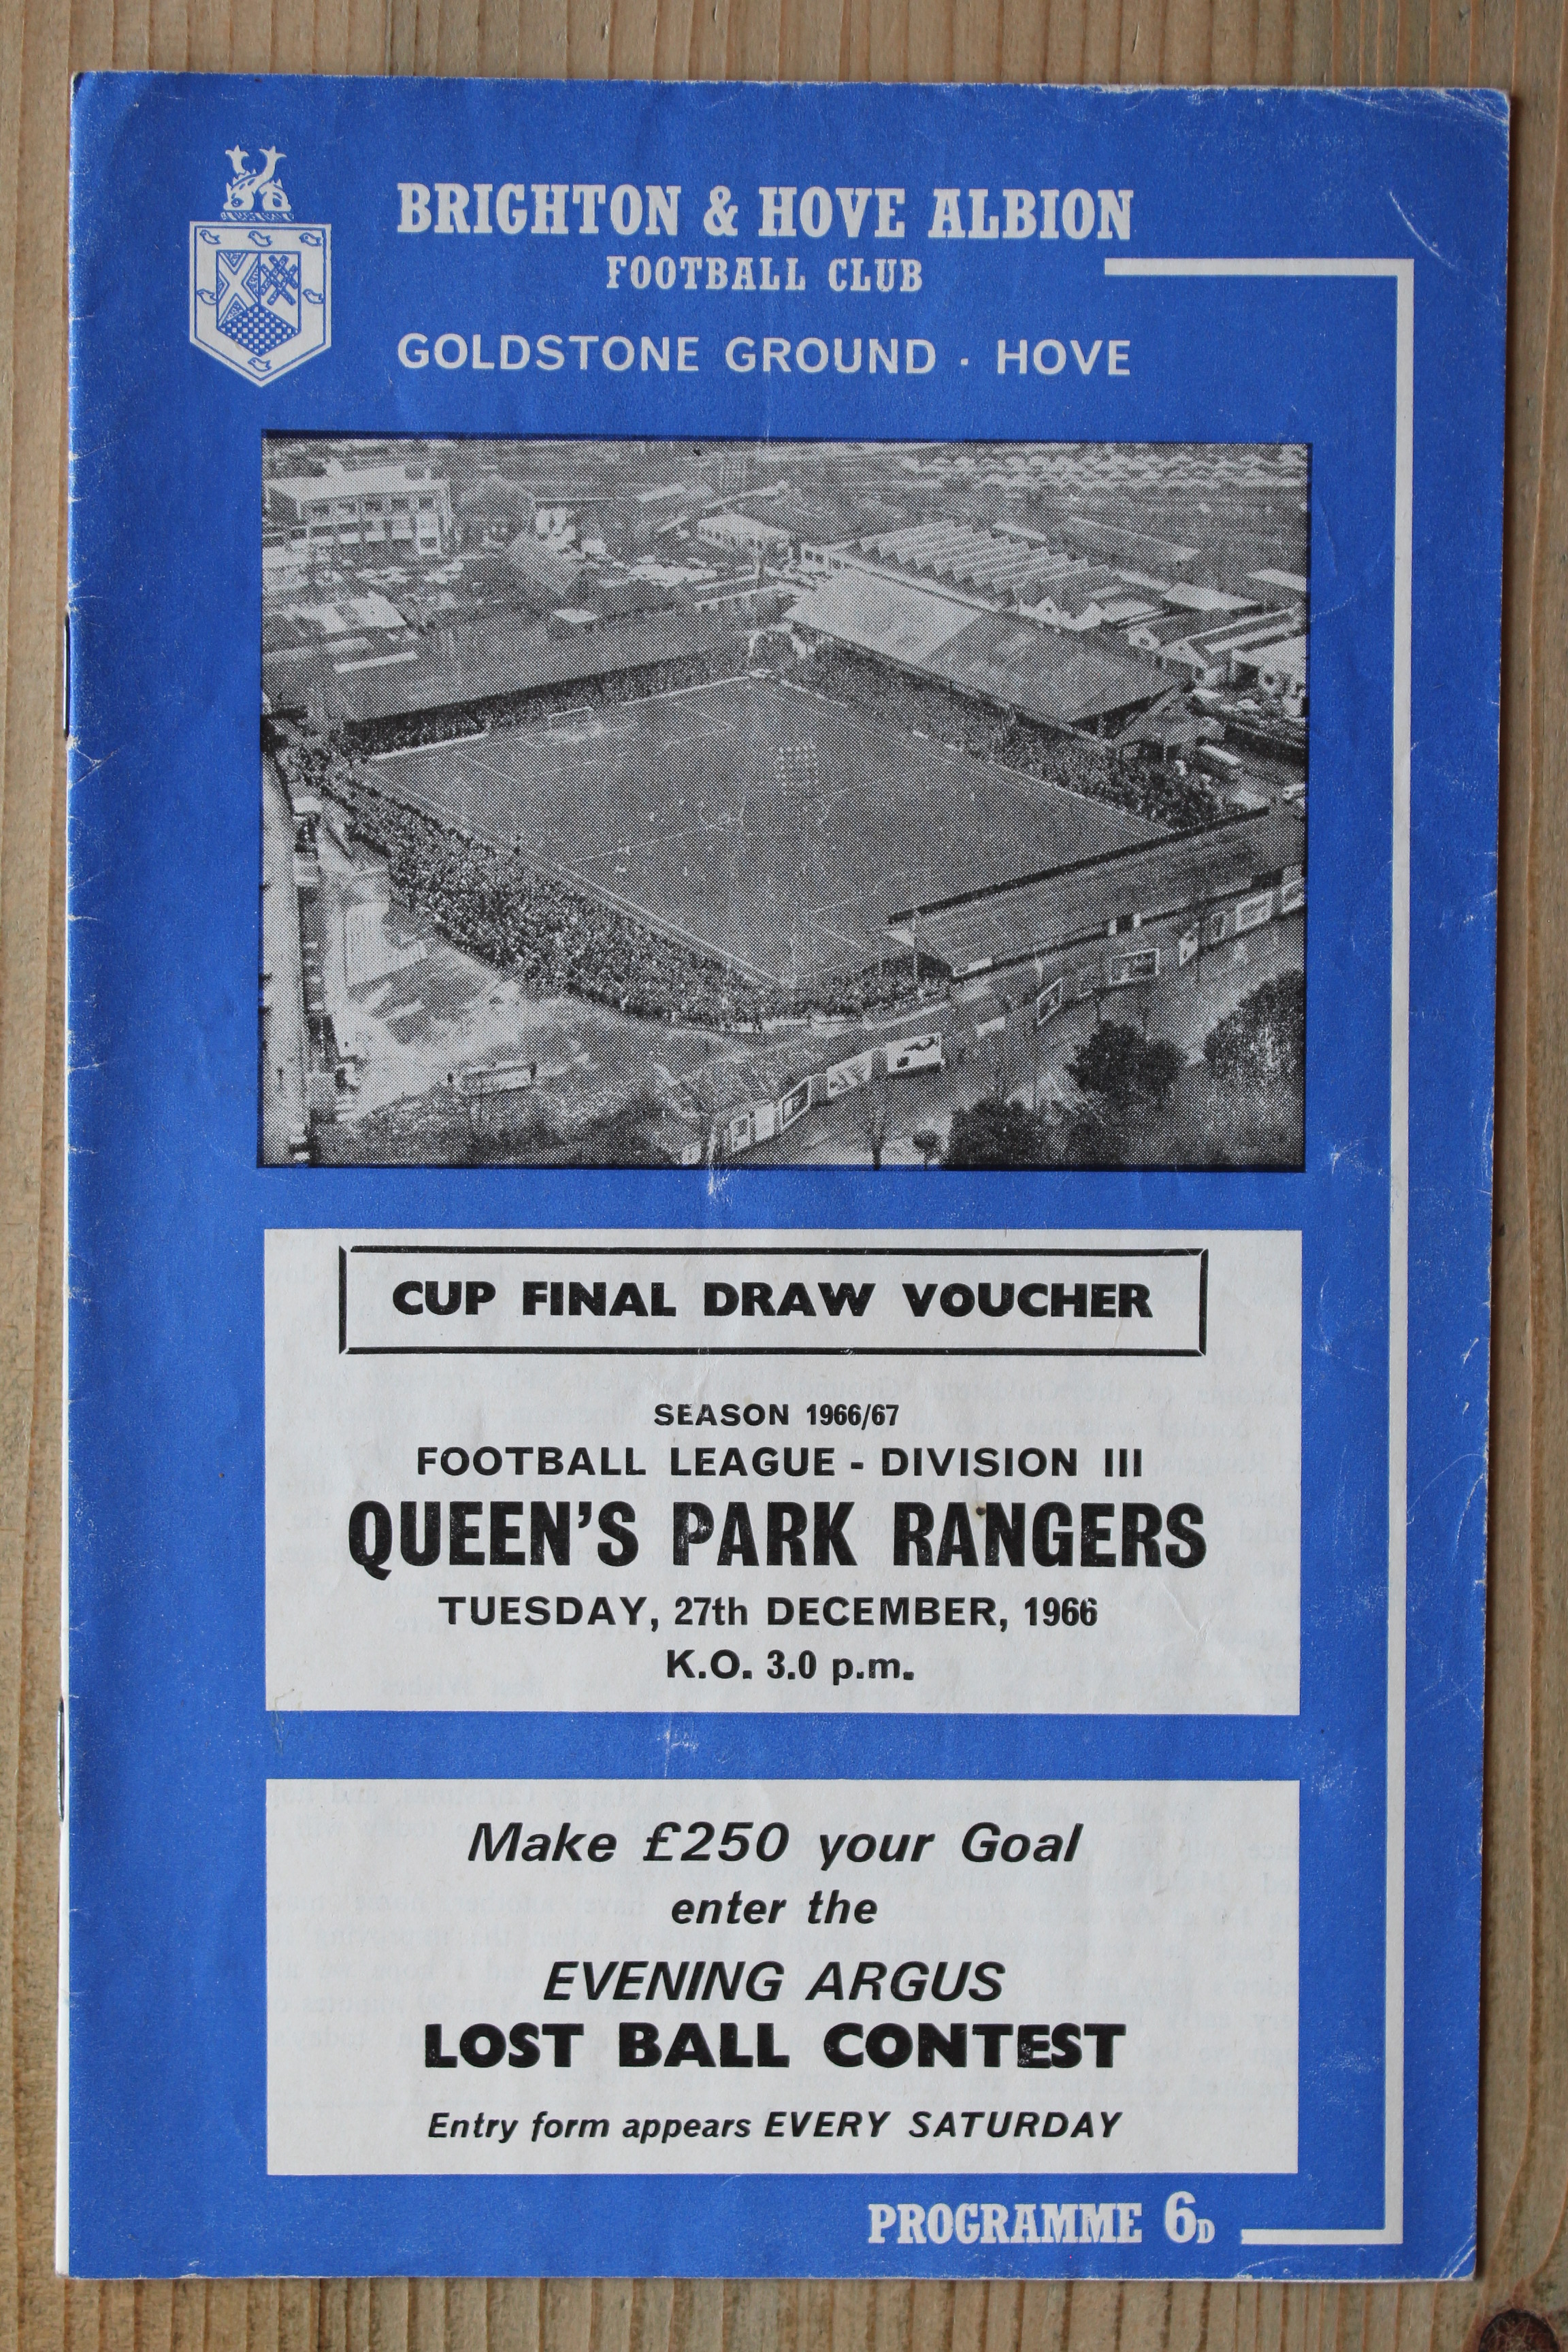 BRIGHTON & HOVE ALBION
FOOTBALL CLUB
GOLDSTONE GROUND · HOVE
CUP FINAL DRAW VOUCHER
SEASON 1966/67
FOOTBALL LEAGUE - DIVISION III
QUEEN'S PARK RANGERS
TUESDAY, 27th DECEMBER, 1966
K.O. 3.0 p.m.
Make £250 your Goal
enter the
EVENING ARGUS
LOST BALL CONTEST
Entry form appears EVERY SATURDAY
PROGRAMME 6D